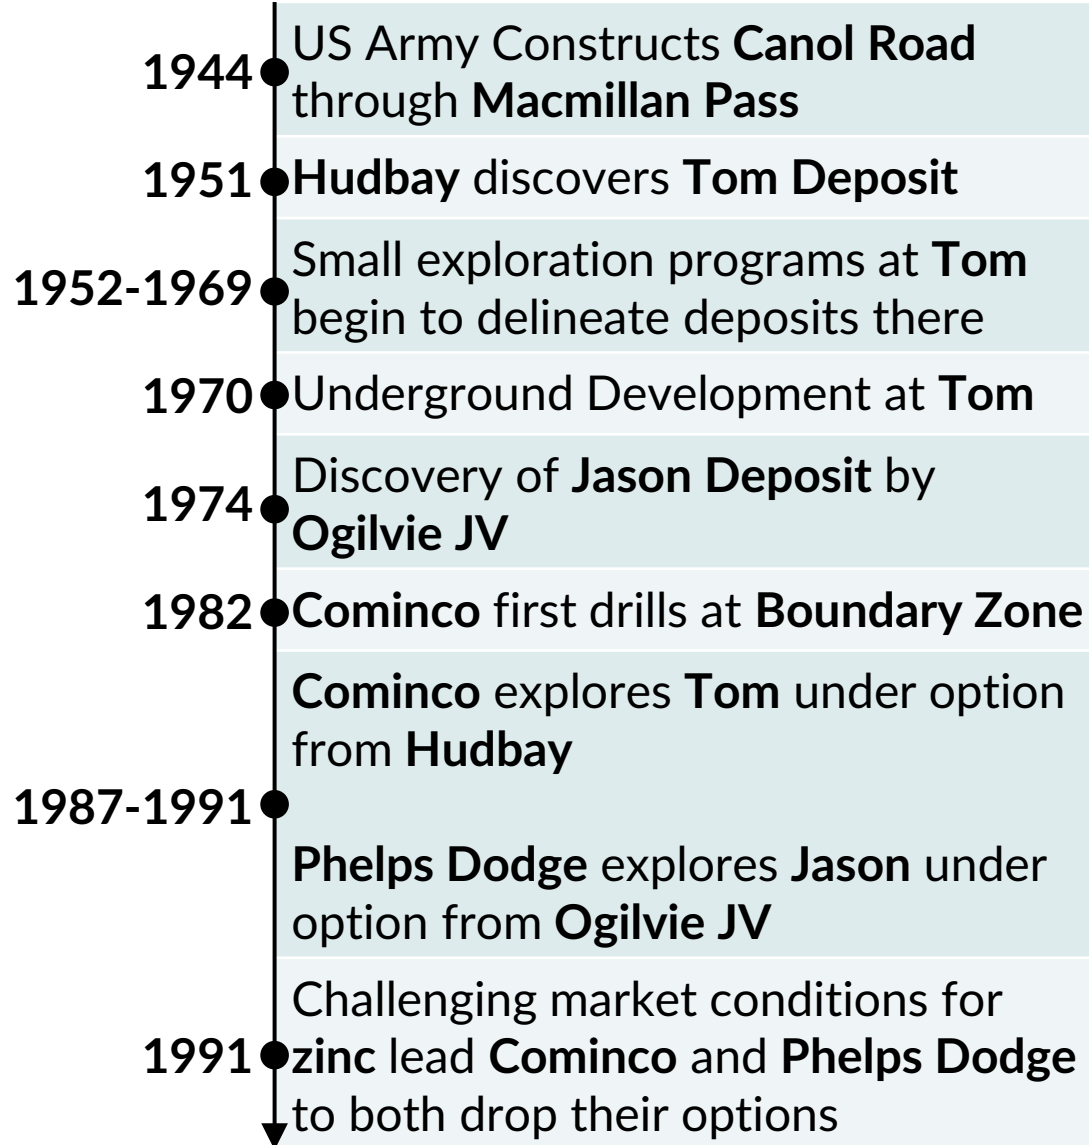 1944
US Army Constructs Canol Road
through Macmillan Pass
1951
Hudbay discovers Tom Deposit
1952-1969
Small exploration programs at Tom
begin to delineate deposits there
1970
Underground Development at Tom
1974
Discovery of Jason Deposit by
Ogilvie JV
1982
Cominco first drills at Boundary Zone
1987-1991
Cominco explores Tom under option
from Hudbay
Phelps Dodge explores Jason under
option from Ogilvie JV
1991
Challenging market conditions for
zinc lead Cominco and Phelps Dodge
to both drop their options